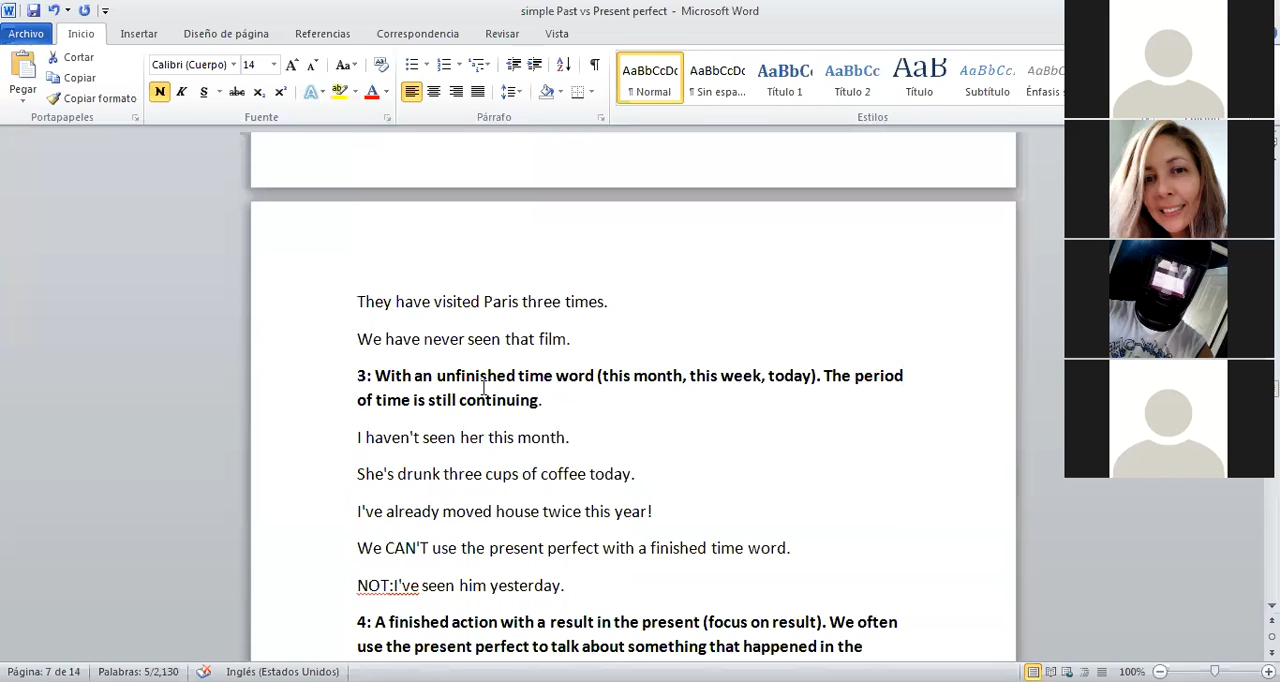 simple Past vs Present perfect - Microsoft Word
Archivo Inicio Insertar Diseño de página Referencias Correspondencia Revisar Vista
Pegar
Cortar
Copiar
Copiar formato
Portapapeles
Calibri (Cuerpo) 14
Fuente
Párrafo
AaBbCcDc AaBbCcDc AaBbC AaBbCc AaB AaBbCc AaBbC
¶ Normal ¶ Sin espa... Título 1 Título 2 Título Subtítulo Énfasis
Estilos
They have visited Paris three times.
We have never seen that film.
3: With an unfinished time word (this month, this week, today). The period
of time is still continuing.
I haven't seen her this month.
She's drunk three cups of coffee today.
I've already moved house twice this year!
We CAN'T use the present perfect with a finished time word.
NOT:I've seen him yesterday.
4: A finished action with a result in the present (focus on result). We often
use the present perfect to talk about something that happened in the
Página: 7 de 14 Palabras: 5/2,130 Inglés (Estados Unidos) 100%